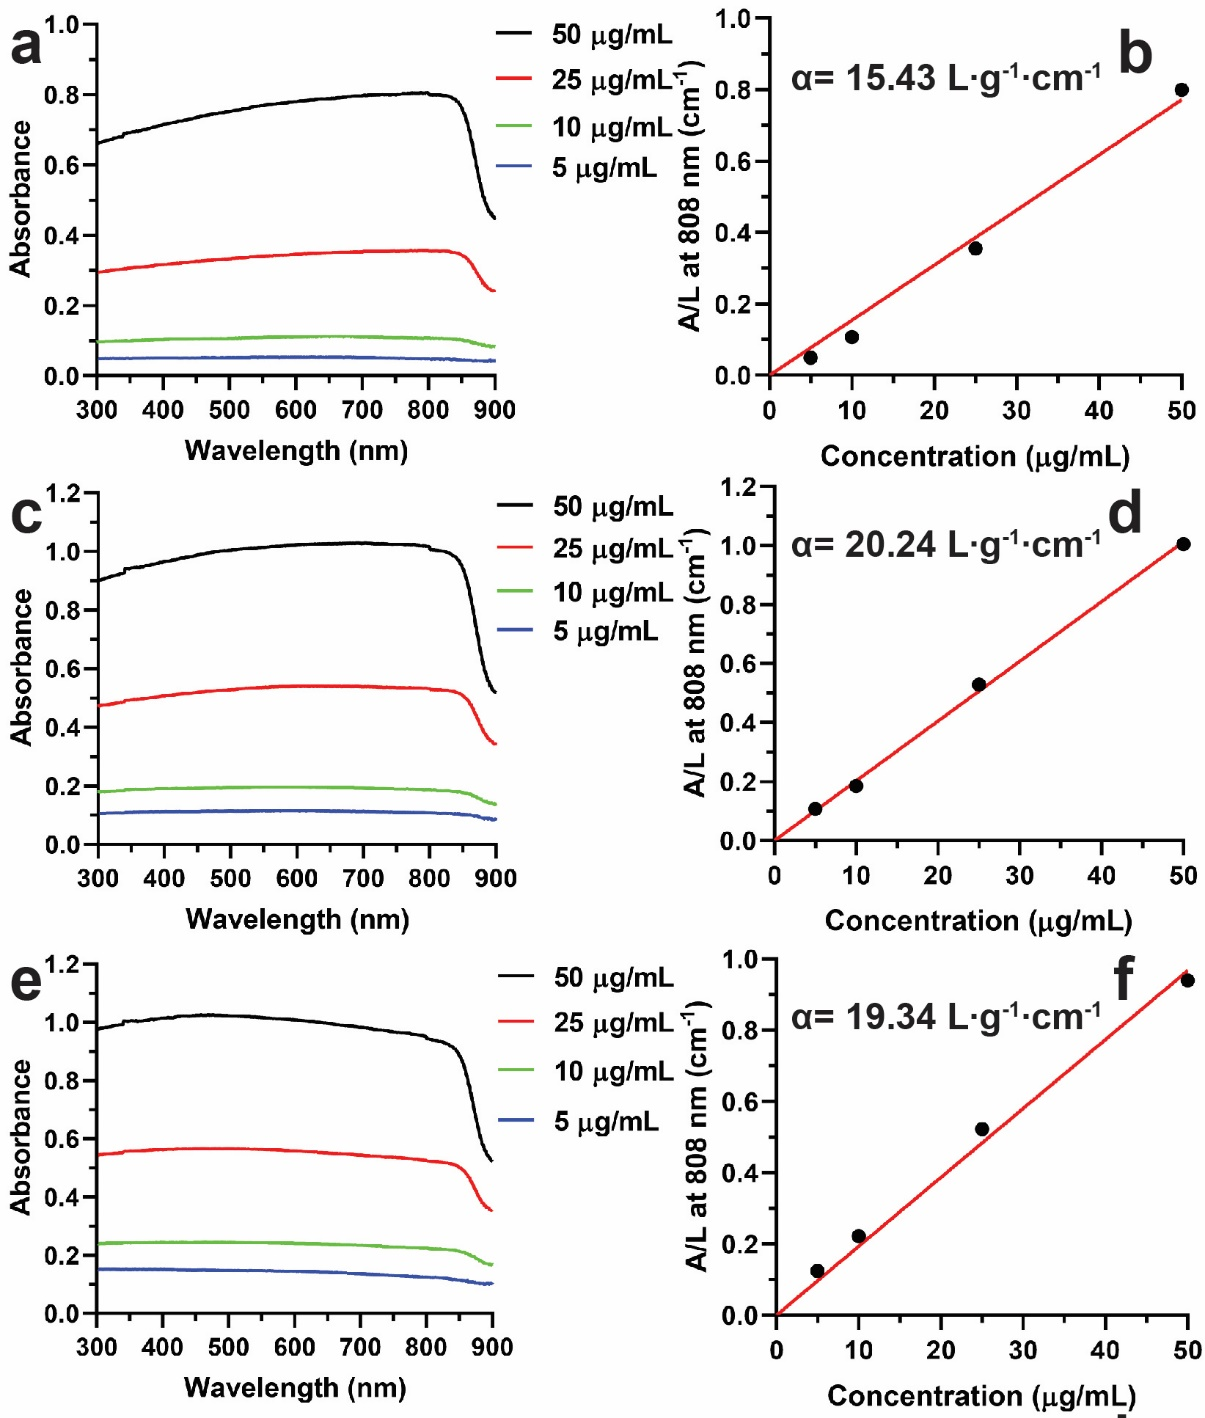 a
1.0
0.8
0.6
0.4
0.2
0.0
Absorbance
300 400 500 600 700 800 900
Wavelength (nm)
50 μg/mL
25 μg/mL
10 μg/mL
5 μg/mL
b
α= 15.43 L·g⁻¹·cm⁻¹
1.0
0.8
0.6
0.4
0.2
0.0
A/L at 808 nm (cm⁻¹)
0 10 20 30 40 50
Concentration (μg/mL)
c
1.2
1.0
0.8
0.6
0.4
0.2
0.0
Absorbance
300 400 500 600 700 800 900
Wavelength (nm)
50 μg/mL
25 μg/mL
10 μg/mL
5 μg/mL
d
α= 20.24 L·g⁻¹·cm⁻¹
1.2
1.0
0.8
0.6
0.4
0.2
0.0
A/L at 808 nm (cm⁻¹)
0 10 20 30 40 50
Concentration (μg/mL)
e
1.2
1.0
0.8
0.6
0.4
0.2
0.0
Absorbance
300 400 500 600 700 800 900
Wavelength (nm)
50 μg/mL
25 μg/mL
10 μg/mL
5 μg/mL
f
α= 19.34 L·g⁻¹·cm⁻¹
1.0
0.8
0.6
0.4
0.2
0.0
A/L at 808 nm (cm⁻¹)
0 10 20 30 40 50
Concentration (μg/mL)